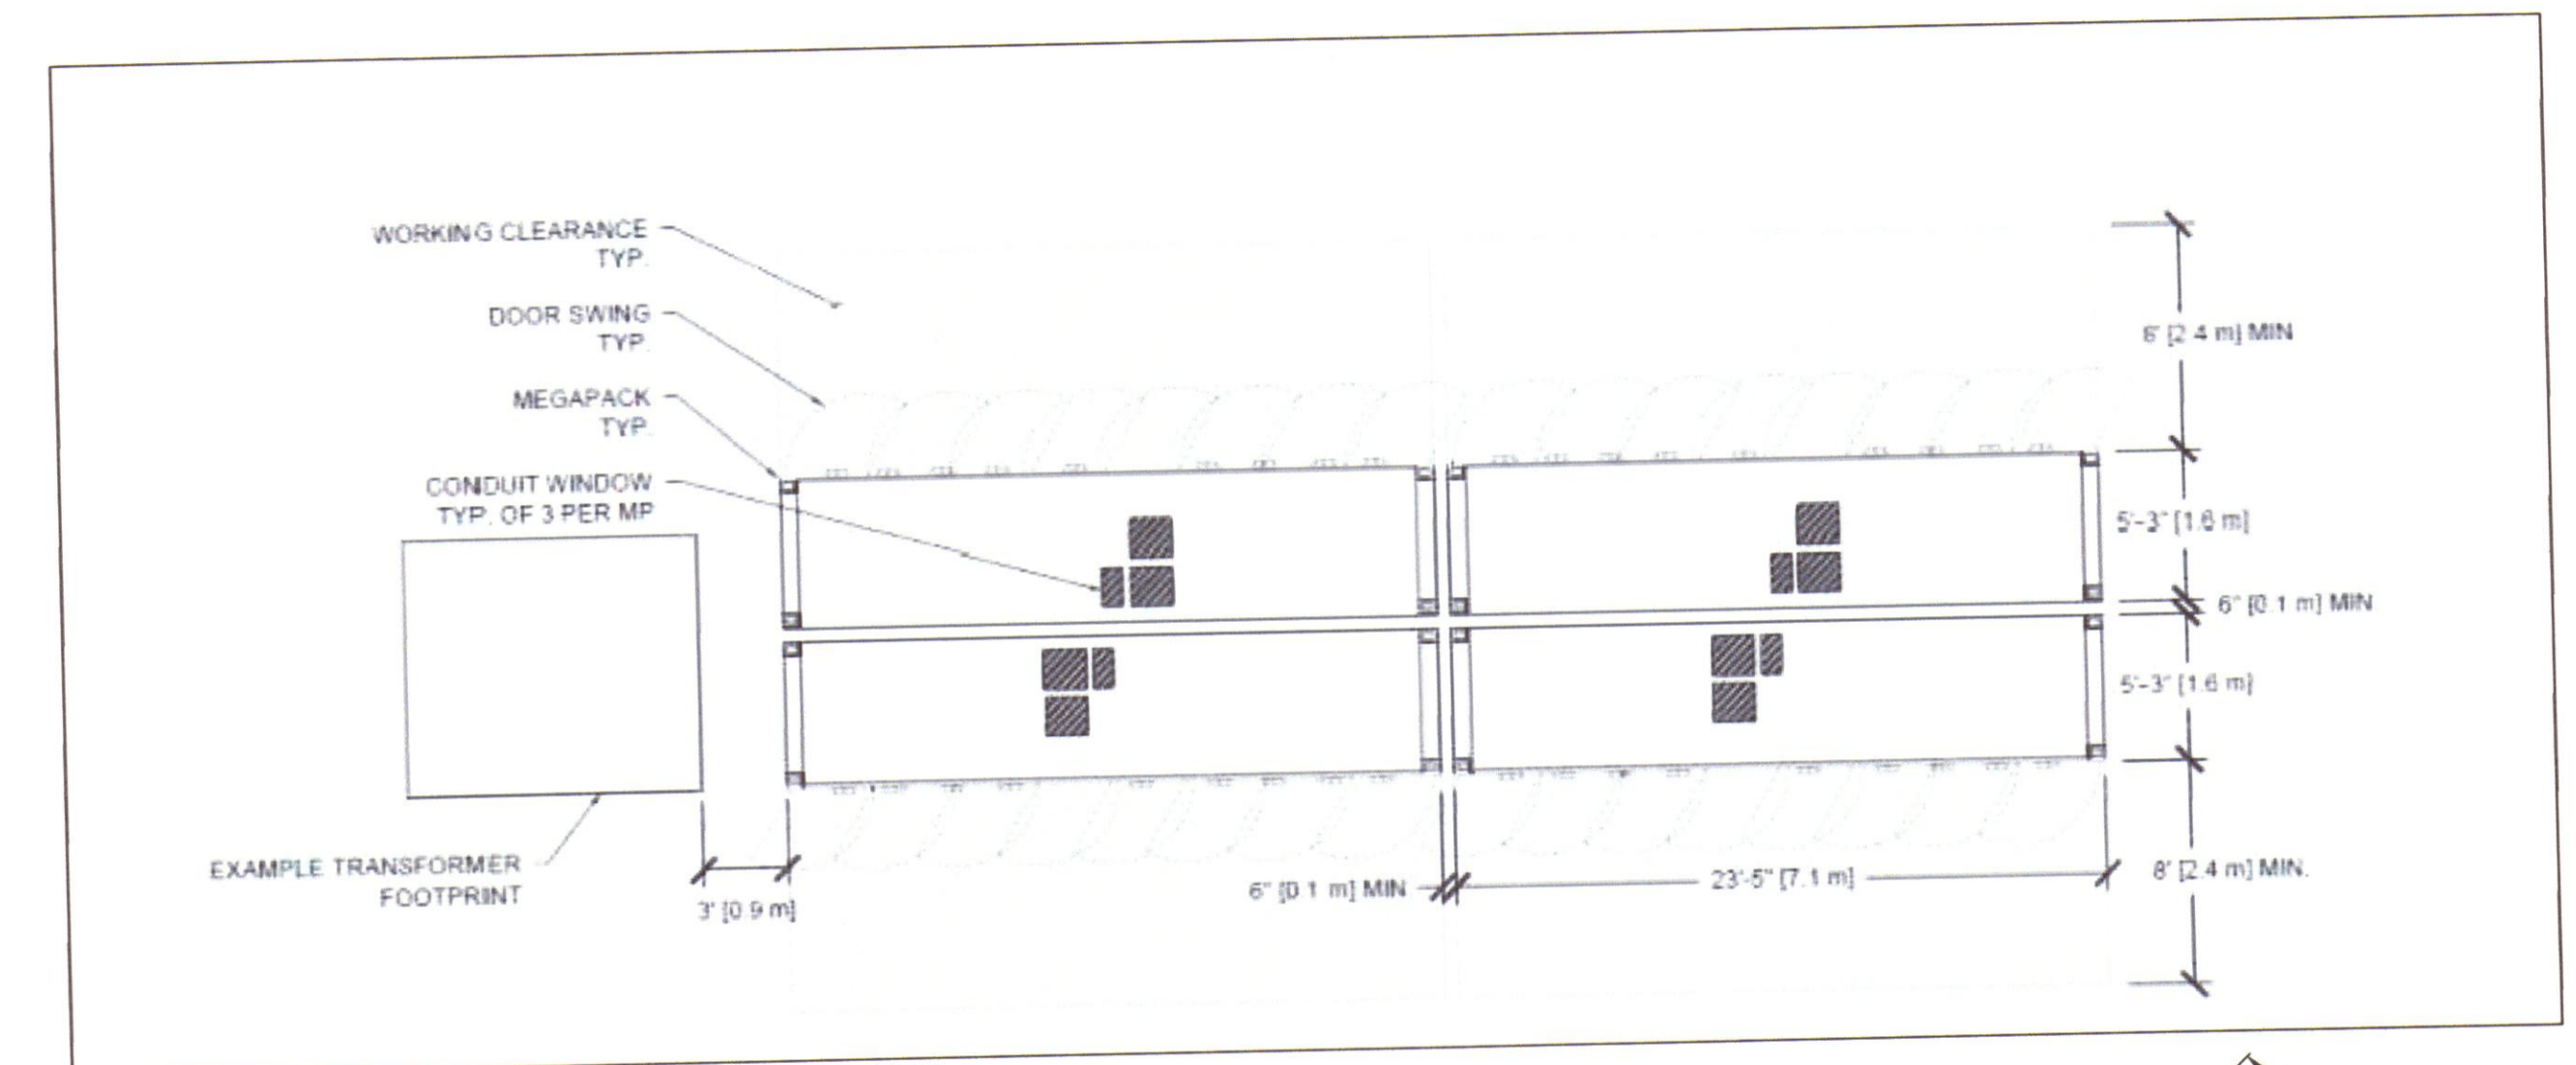 WORKING CLEARANCE
TYP.
DOOR SWING
TYP.
MEGAPACK
TYP.
CONDUIT WINDOW
TYP. OF 3 PER MP
EXAMPLE TRANSFORMER
FOOTPRINT
3' [0.9 m]
6" [0.1 m] MIN
23'-5" [7.1 m]
8' [2.4 m] MIN
5'-3" [1.6 m]
6" [0.1 m] MIN
5'-3" [1.6 m]
8' [2.4 m] MIN.